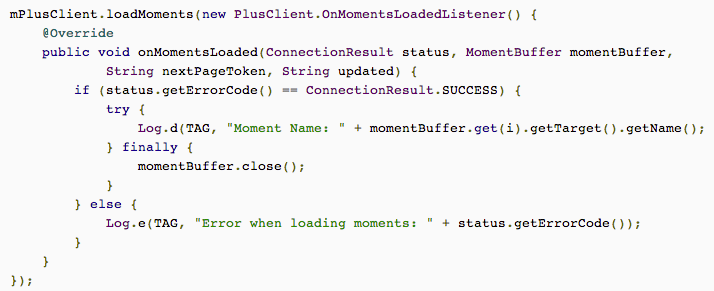 mPlusClient.loadMoments(new PlusClient.OnMomentsLoadedListener() {
    @Override
    public void onMomentsLoaded(ConnectionResult status, MomentBuffer momentBuffer,
            String nextPageToken, String updated) {
        if (status.getErrorCode() == ConnectionResult.SUCCESS) {
            try {
                Log.d(TAG, "Moment Name: " + momentBuffer.get(i).getTarget().getName();
            } finally {
                momentBuffer.close();
            }
        } else {
            Log.e(TAG, "Error when loading moments: " + status.getErrorCode());
        }
    }
});